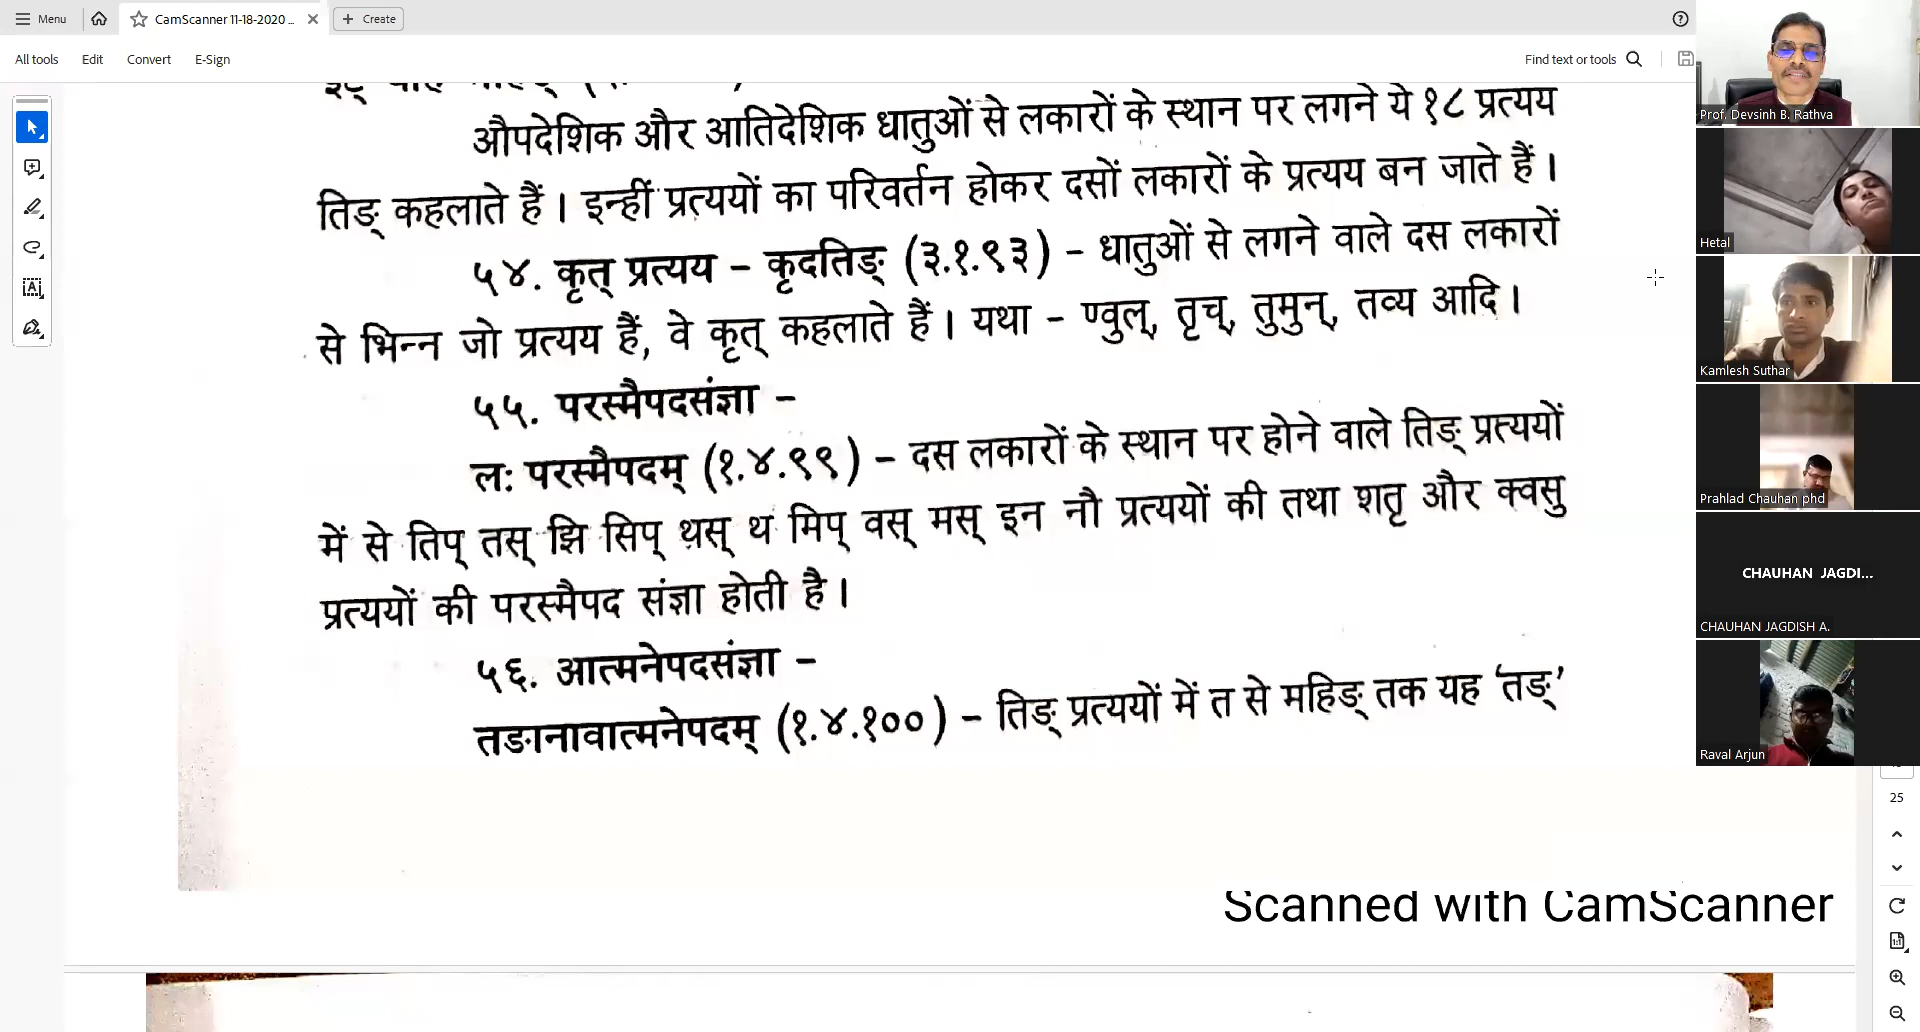 Menu
CamScanner 11-18-2020 ...
Create
All tools
Edit
Convert
E-Sign
Find text or tools
औपदेशिक और आतिदेशिक धातुओं से लकारों के स्थान पर लगने ये १८ प्रत्यय
तिङ् कहलाते हैं । इन्हीं प्रत्ययों का परिवर्तन होकर दसों लकारों के प्रत्यय बन जाते हैं ।
५४. कृत् प्रत्यय – कृदतिङ् (३.१.९३) – धातुओं से लगने वाले दस लकारों
से भिन्न जो प्रत्यय हैं, वे कृत् कहलाते हैं । यथा – ण्वुल्, तृच्, तुमुन्, तव्य आदि ।
५५. परस्मैपदसंज्ञा –
लः परस्मैपदम् (१.४.९९) – दस लकारों के स्थान पर होने वाले तिङ् प्रत्ययों
में से तिप् तस् झि सिप् थस् थ मिप् वस् मस् इन नौ प्रत्ययों की तथा शतृ और क्वसु
प्रत्ययों की परस्मैपद संज्ञा होती है ।
५६. आत्मनेपदसंज्ञा –
तङानावात्मनेपदम् (१.४.१००) – तिङ् प्रत्ययों में त से महिङ् तक यह ‘तङ्’
Scanned with CamScanner
Prof. Devsinh B. Rathva
Hetal
Kamlesh Suthar
Prahlad Chauhan phd
CHAUHAN JAGDI...
CHAUHAN JAGDISH A.
Raval Arjun
25